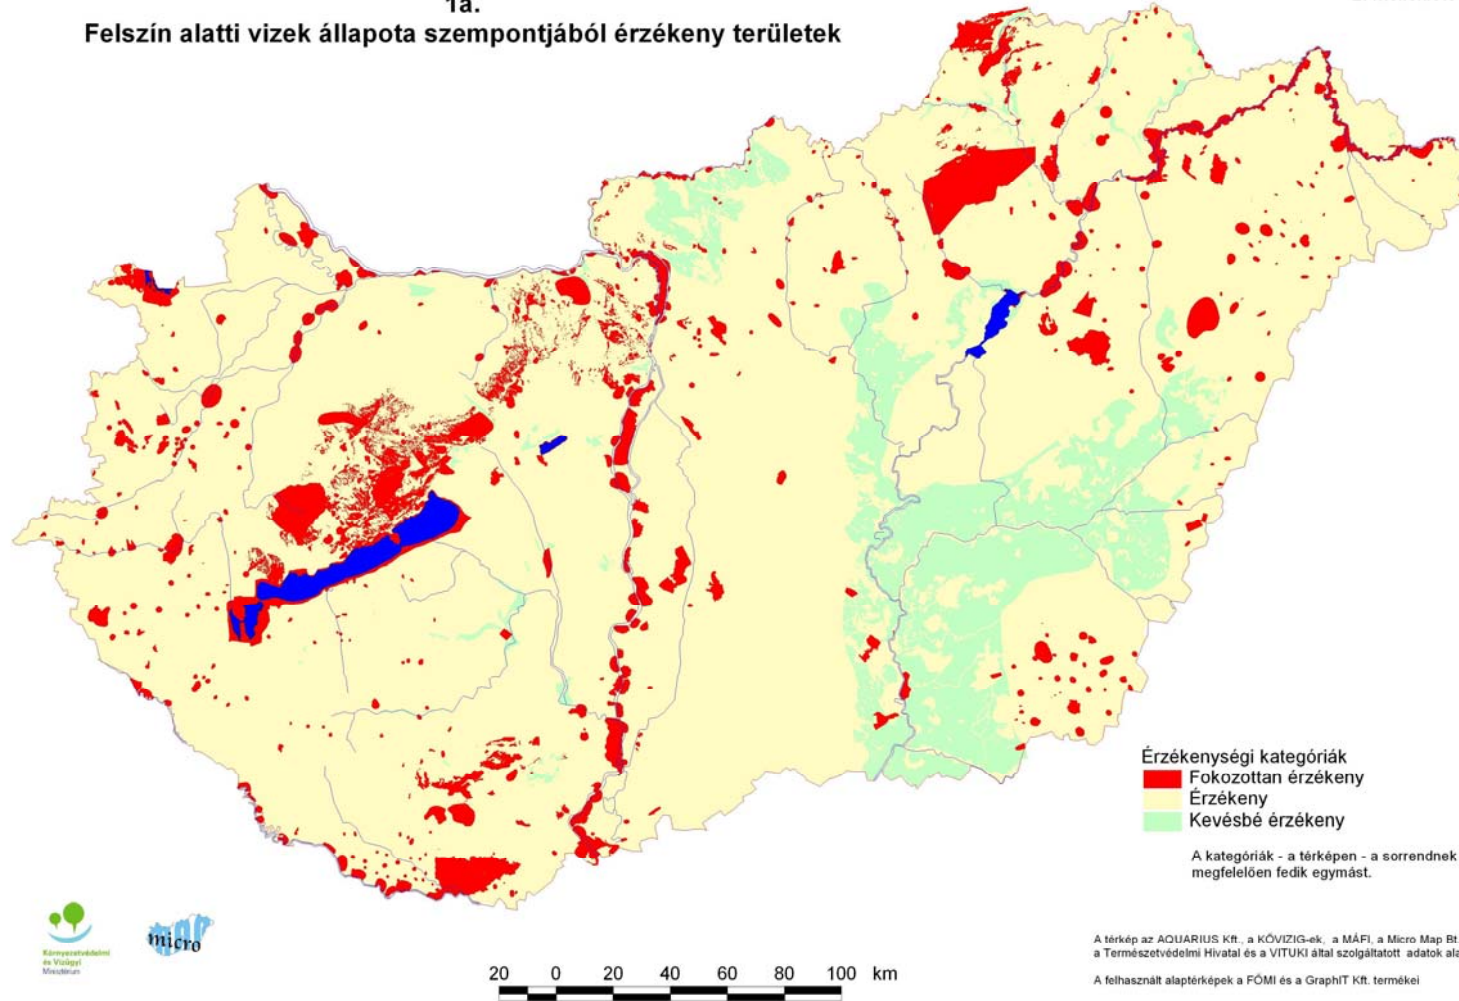 1a.
Felszín alatti vizek állapota szempontjából érzékeny területek
Érzékenységi kategóriák
Fokozottan érzékeny
Érzékeny
Kevésbé érzékeny
A kategóriák - a térképen - a sorrendnek
megfelelően fedik egymást.
Környezetvédelmi
és Vízügyi
Minisztérium
micro
20 0 20 40 60 80 100 km
A térkép az AQUARIUS Kft., a KÖVIZIG-ek, a MÁFI, a Micro Map Bt.
a Természetvédelmi Hivatal és a VITUKI által szolgáltatott adatok ala
A felhasznált alaptérképek a FÖMI és a GraphIT Kft. termékei